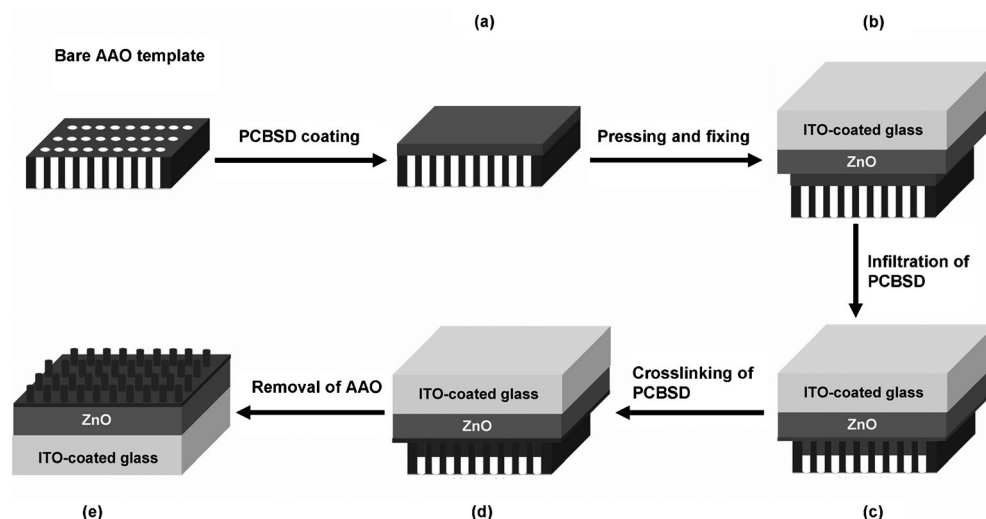 (a)
(b)
Bare AAO template
PCBSD coating
Pressing and fixing
ITO-coated glass
ZnO
Infiltration of
PCBSD
ITO-coated glass
ZnO
Crosslinking of
PCBSD
ITO-coated glass
ZnO
Removal of AAO
ZnO
ITO-coated glass
(e)
(d)
(c)